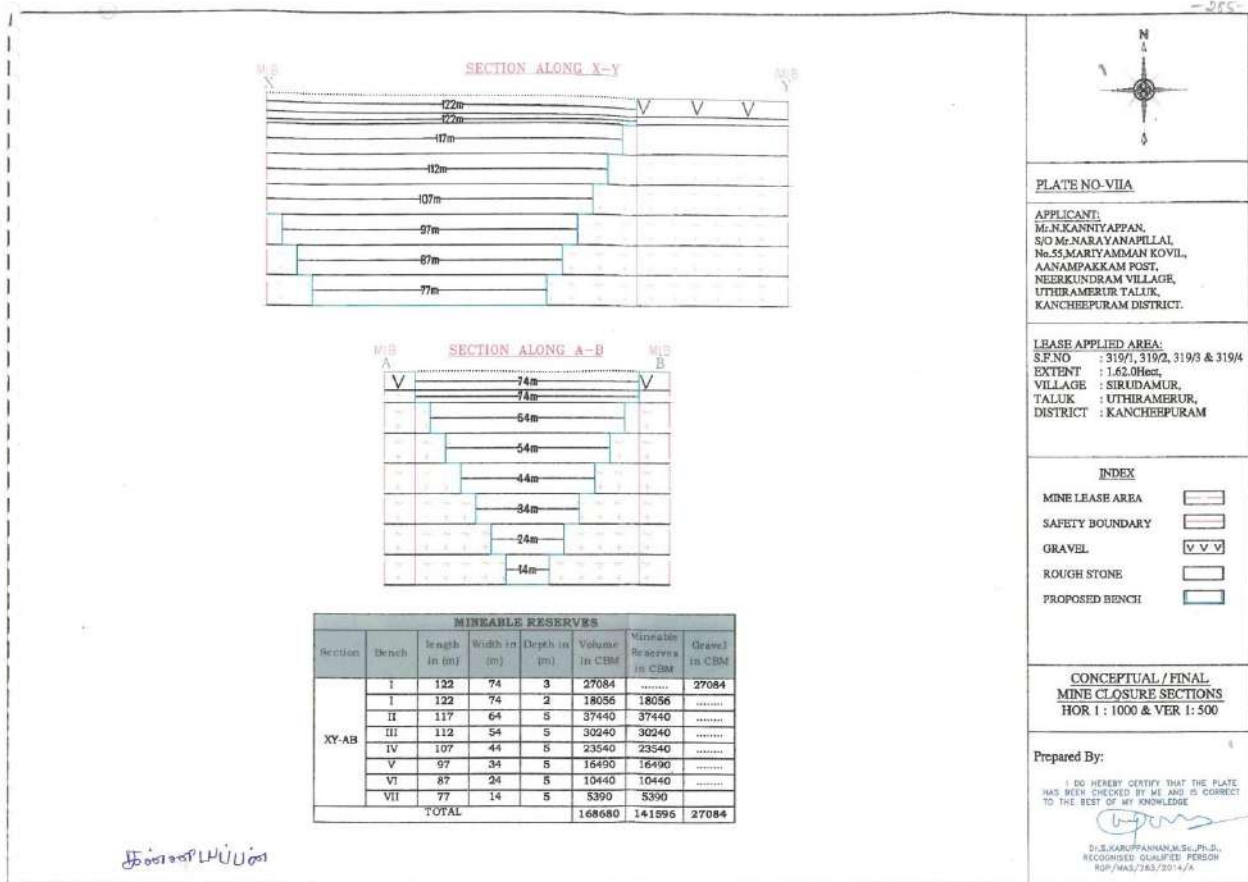 -255-
SECTION ALONG X-Y
MLB
X
MLB
Y
122m
V V V
122m
117m
112m
107m
97m
87m
77m
SECTION ALONG A-B
MLB
A
MLB
B
V
74m
V
74m
64m
54m
44m
34m
24m
14m
MINEABLE RESERVES
Section Bench length in (m) Width in (m) Depth in (m) Volume In CBM Mineable Reserves in CBM Gravel in CBM
XY-AB
I 122 74 3 27084 ........ 27084
I 122 74 2 18056 18056 ........
II 117 64 5 37440 37440 ........
III 112 54 5 30240 30240 ........
IV 107 44 5 23540 23540 ........
V 97 34 5 16490 16490 ........
VI 87 24 5 10440 10440 ........
VII 77 14 5 5390 5390
TOTAL 168680 141596 27084
N
PLATE NO-VIIA
APPLICANT:
Mr.N.KANNIYAPPAN,
S/O Mr.NARAYANAPILLAI,
No.55,MARIYAMMAN KOVIL,
AANAMPAKKAM POST,
NEERKUNDRAM VILLAGE,
UTHIRAMERUR TALUK,
KANCHEEPURAM DISTRICT.
LEASE APPLIED AREA:
S.F.NO : 319/1, 319/2, 319/3 & 319/4
EXTENT : 1.62.0Hect,
VILLAGE : SIRUDAMUR,
TALUK : UTHIRAMERUR,
DISTRICT : KANCHEEPURAM
INDEX
MINE LEASE AREA
SAFETY BOUNDARY
GRAVEL V V V
ROUGH STONE
PROPOSED BENCH
CONCEPTUAL / FINAL
MINE CLOSURE SECTIONS
HOR 1 : 1000 & VER 1: 500
Prepared By:
I DO HEREBY CERTIFY THAT THE PLATE
HAS BEEN CHECKED BY ME AND IS CORRECT
TO THE BEST OF MY KNOWLEDGE
Dr.S.KARUPPANNAN,M.Sc.,Ph.D.,
RECOGNISED QUALIFIED PERSON
RQP/MAS/263/2014/A